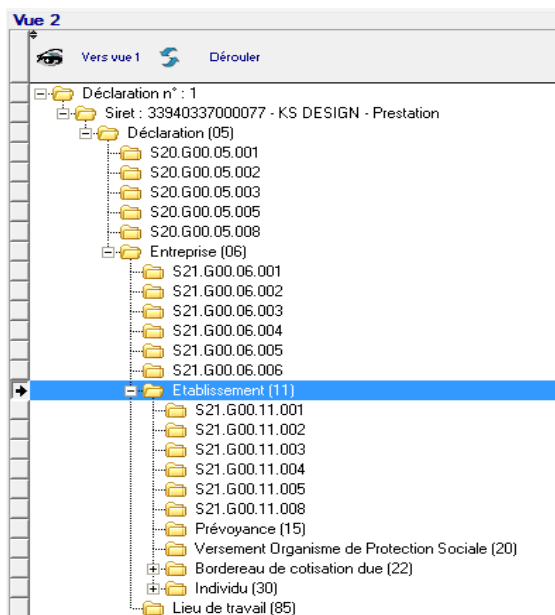 Vue 2
Vers vue 1 Dérouler
Déclaration n° : 1
Siret : 33940337000077 - KS DESIGN - Prestation
Déclaration (05)
S20.G00.05.001
S20.G00.05.002
S20.G00.05.003
S20.G00.05.005
S20.G00.05.008
Entreprise (06)
S21.G00.06.001
S21.G00.06.002
S21.G00.06.003
S21.G00.06.004
S21.G00.06.005
S21.G00.06.006
Etablissement (11)
S21.G00.11.001
S21.G00.11.002
S21.G00.11.003
S21.G00.11.004
S21.G00.11.005
S21.G00.11.008
Prévoyance (15)
Versement Organisme de Protection Sociale (20)
Bordereau de cotisation due (22)
Individu (30)
Lieu de travail (85)